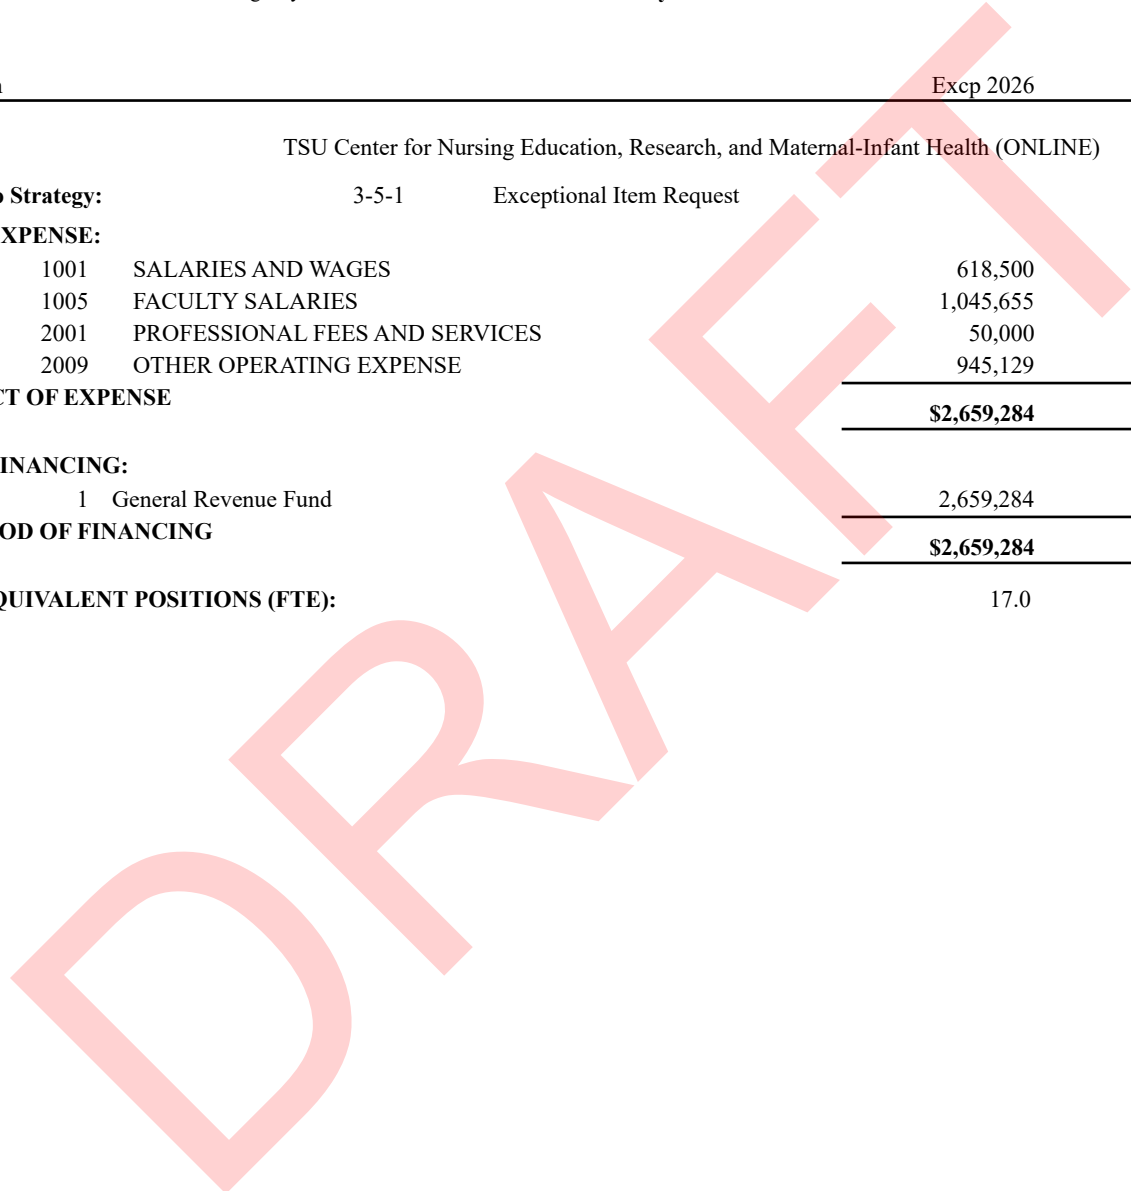 Excp 2026
TSU Center for Nursing Education, Research, and Maternal-Infant Health (ONLINE)
Strategy: 3-5-1 Exceptional Item Request
XPENSE:
1001 SALARIES AND WAGES 618,500
1005 FACULTY SALARIES 1,045,655
2001 PROFESSIONAL FEES AND SERVICES 50,000
2009 OTHER OPERATING EXPENSE 945,129
CT OF EXPENSE
$2,659,284
INANCING:
1 General Revenue Fund 2,659,284
OD OF FINANCING
$2,659,284
QUIVALENT POSITIONS (FTE): 17.0
DRAFT